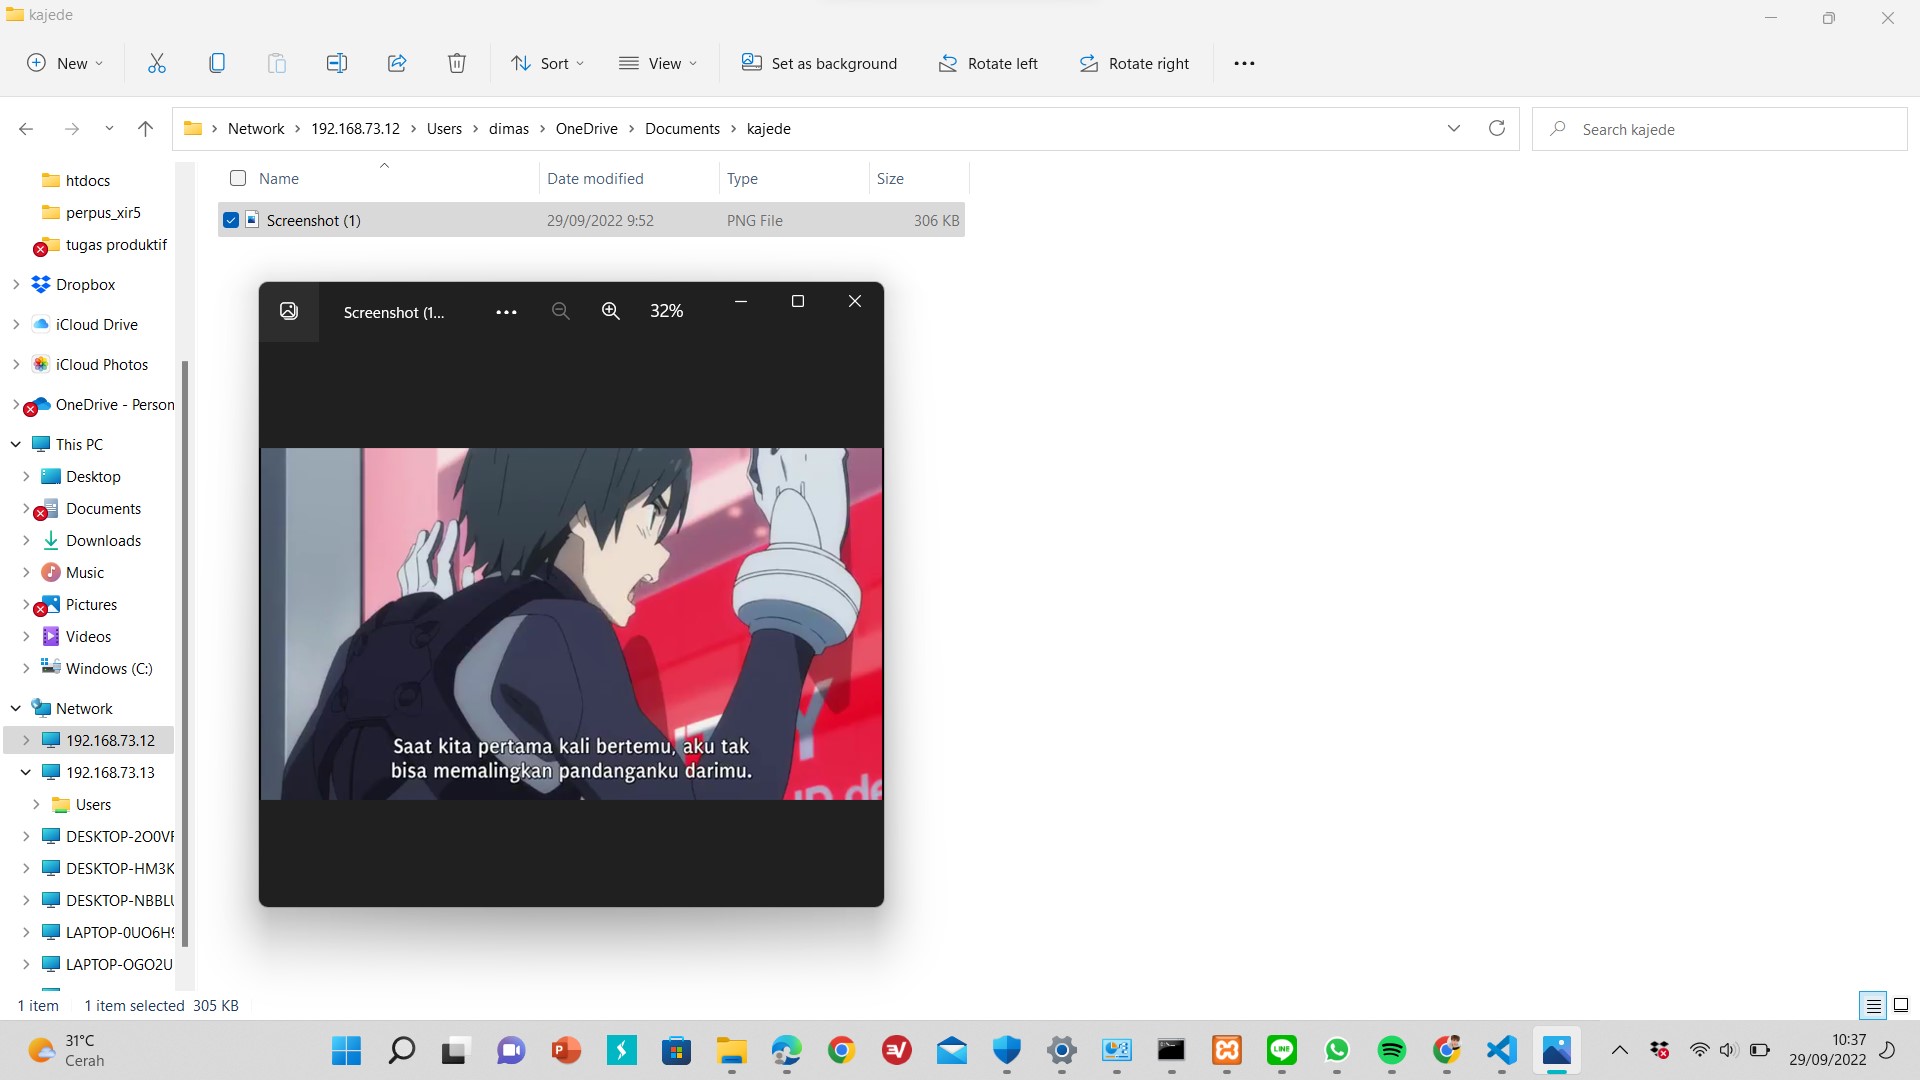 kajede
New
Sort
View
Set as background
Rotate left
Rotate right
Network
192.168.73.12
Users
dimas
OneDrive
Documents
kajede
Search kajede
Name
Date modified
Type
Size
Screenshot (1)
29/09/2022 9:52
PNG File
306 KB
htdocs
perpus_xir5
tugas produktif
Dropbox
iCloud Drive
iCloud Photos
OneDrive - Person
This PC
Desktop
Documents
Downloads
Music
Pictures
Videos
Windows (C:)
Network
192.168.73.12
192.168.73.13
Users
DESKTOP-2O0VF
DESKTOP-HM3K
DESKTOP-NBBLU
LAPTOP-0UO6H9
LAPTOP-OGO2U
Screenshot (1...
32%
Saat kita pertama kali bertemu, aku tak
bisa memalingkan pandanganku darimu.
1 item
1 item selected 305 KB
31°C
Cerah
10:37
29/09/2022